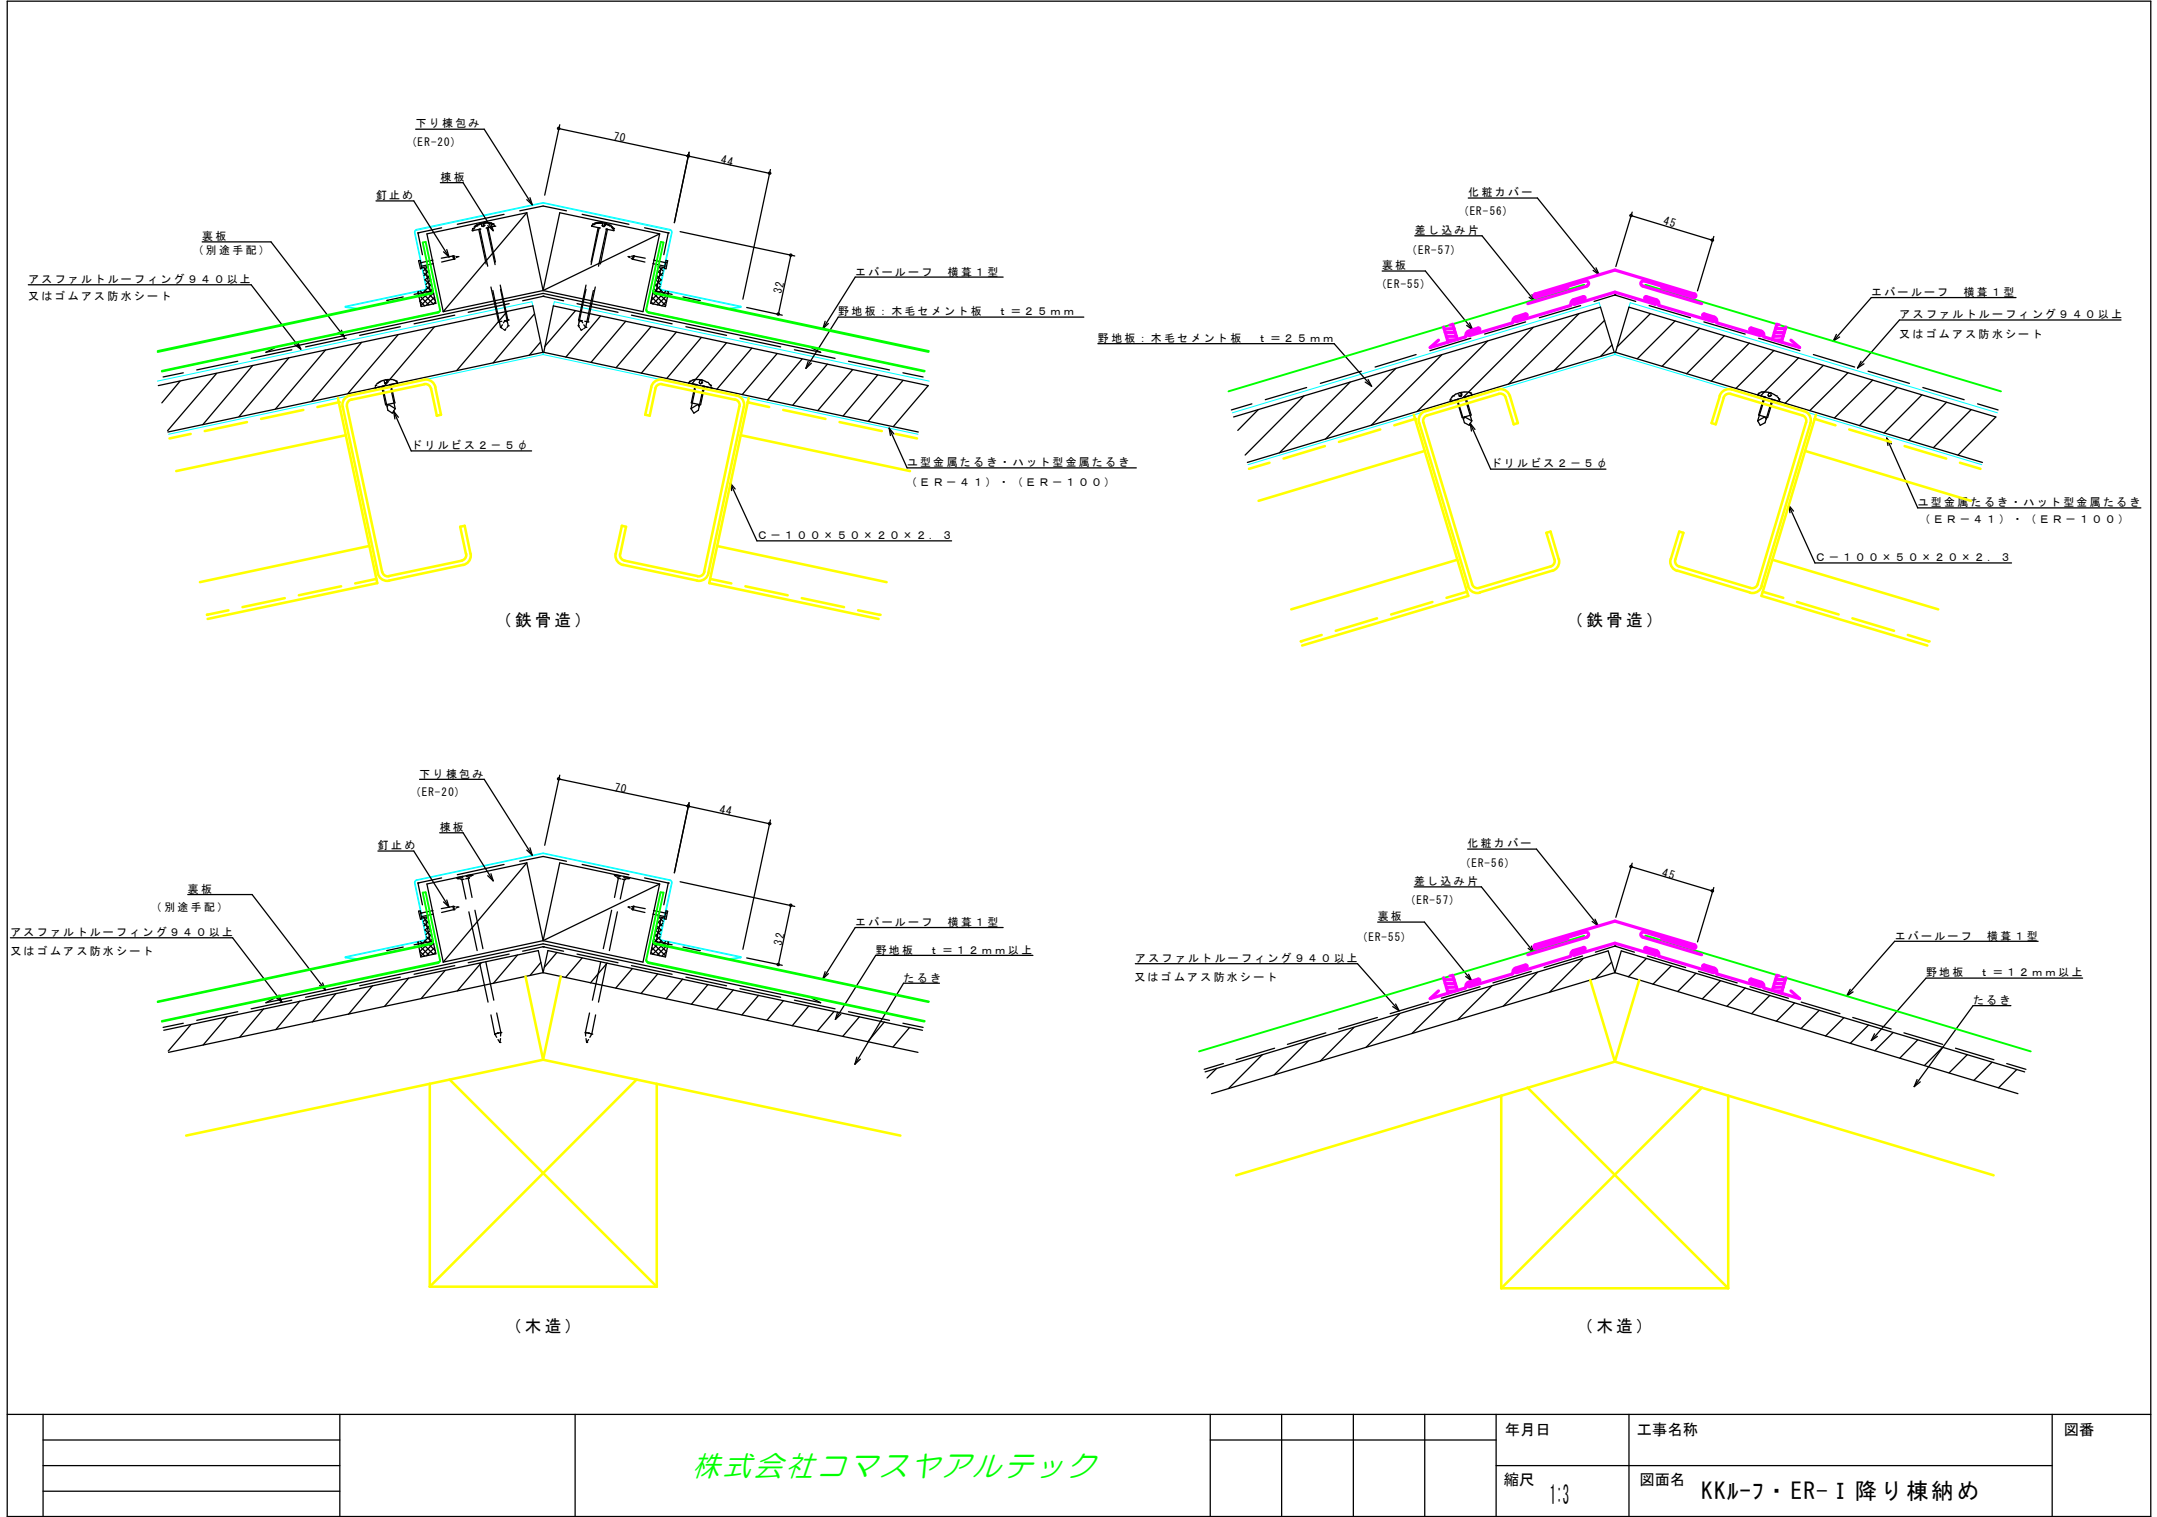 下り棟包み
(ER-20)
棟板
釘止め
裏板
(別途手配)
アスファルトルーフィング940以上
又はゴムアス防水シート
70
44
32
エバールーフ 横葺1型
野地板:木毛セメント板 t=25mm
ドリルビス2-5φ
ユ型金属たるき・ハット型金属たるき
(ER-41)・(ER-100)
C-100×50×20×2.3
(鉄骨造)
化粧カバー
(ER-56)
差し込み片
(ER-57)
裏板
(ER-55)
45
エバールーフ 横葺1型
アスファルトルーフィング940以上
又はゴムアス防水シート
野地板:木毛セメント板 t=25mm
ドリルビス2-5φ
ユ型金属たるき・ハット型金属たるき
(ER-41)・(ER-100)
C-100×50×20×2.3
(鉄骨造)
下り棟包み
(ER-20)
棟板
釘止め
裏板
(別途手配)
アスファルトルーフィング940以上
又はゴムアス防水シート
70
44
32
エバールーフ 横葺1型
野地板 t=12mm以上
たるき
(木造)
化粧カバー
(ER-56)
差し込み片
(ER-57)
裏板
(ER-55)
45
アスファルトルーフィング940以上
又はゴムアス防水シート
エバールーフ 横葺1型
野地板 t=12mm以上
たるき
(木造)
株式会社コマスヤアルテック
年月日
工事名称
図番
縮尺 1:3
図面名 KKルーフ・ER-I降り棟納め